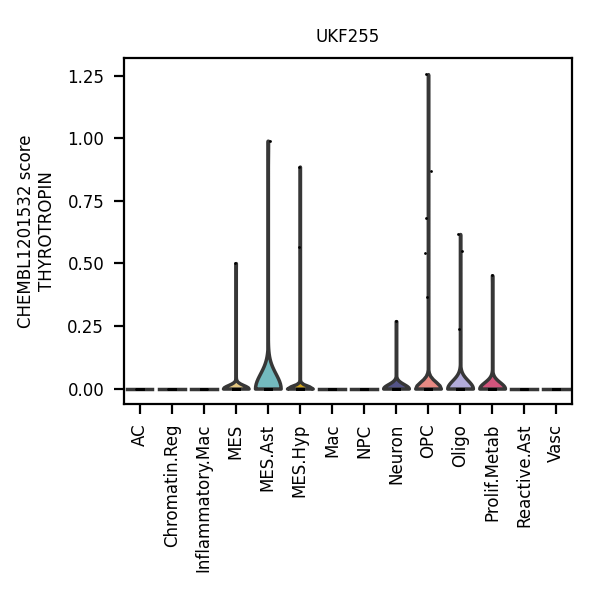 UKF255
CHEMBL1201532 score
THYROTROPIN
1.25
1.00
0.75
0.50
0.25
0.00
AC
Chromatin.Reg
Inflammatory.Mac
MES
MES.Ast
MES.Hyp
Mac
NPC
Neuron
OPC
Oligo
Prolif.Metab
Reactive.Ast
Vasc